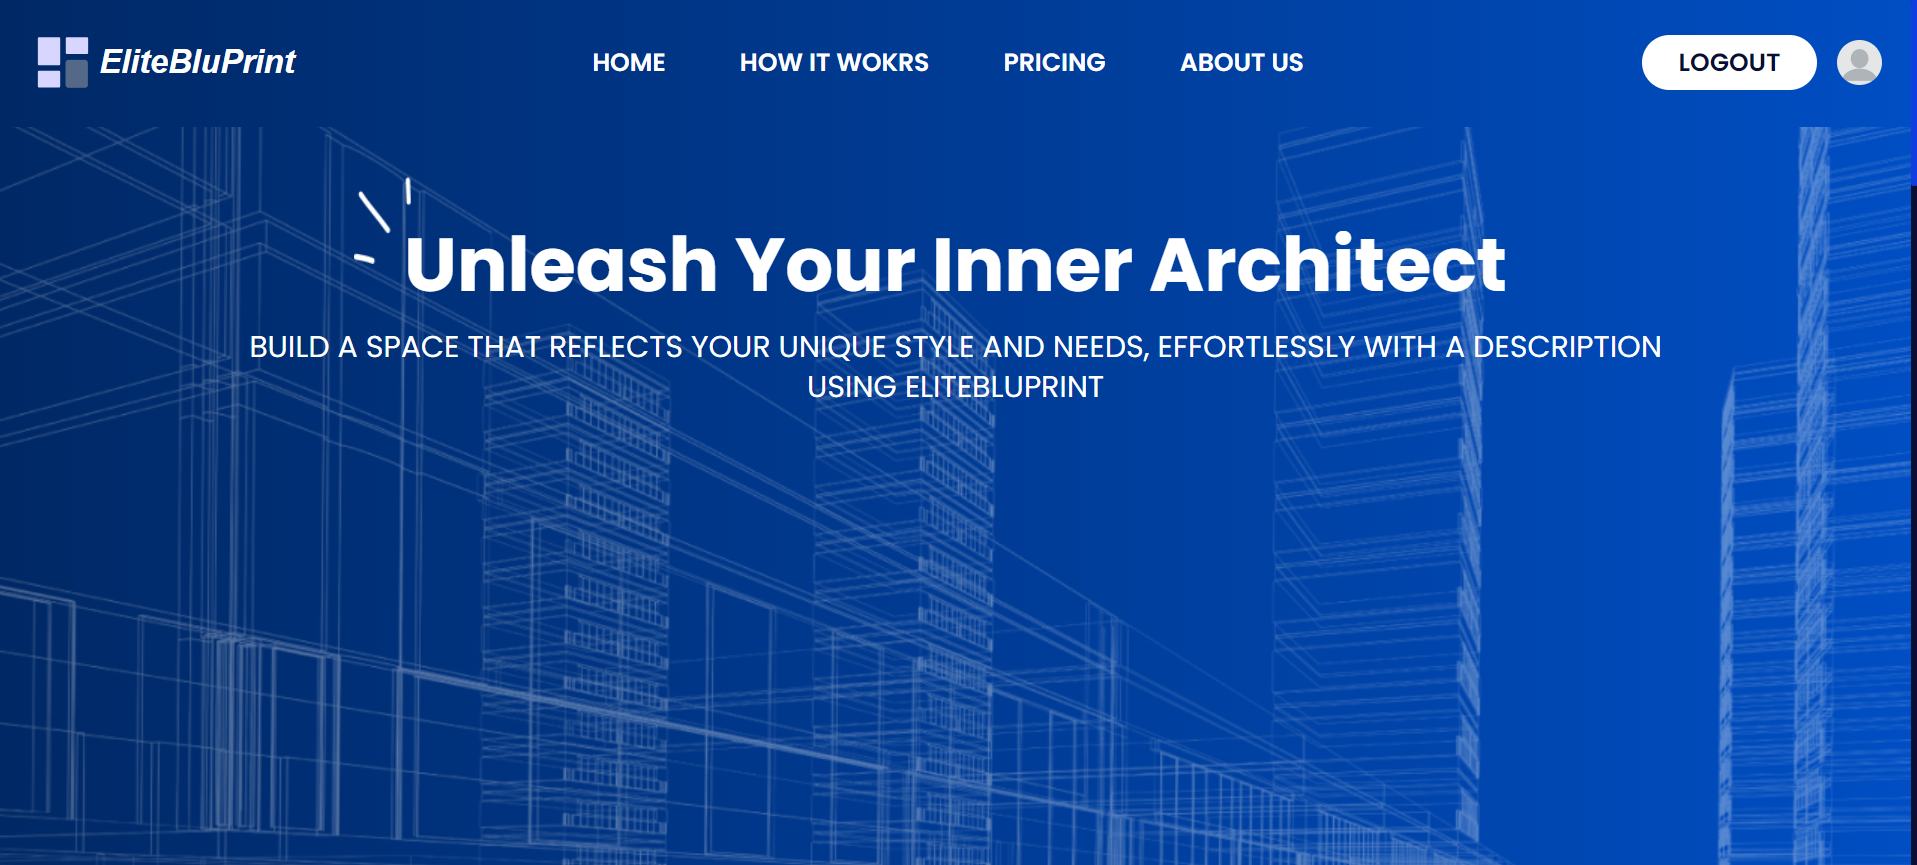 EliteBluPrint
HOME
HOW IT WOKRS
PRICING
ABOUT US
LOGOUT
Unleash Your Inner Architect
BUILD A SPACE THAT REFLECTS YOUR UNIQUE STYLE AND NEEDS, EFFORTLESSLY WITH A DESCRIPTION
USING ELITEBLUPRINT